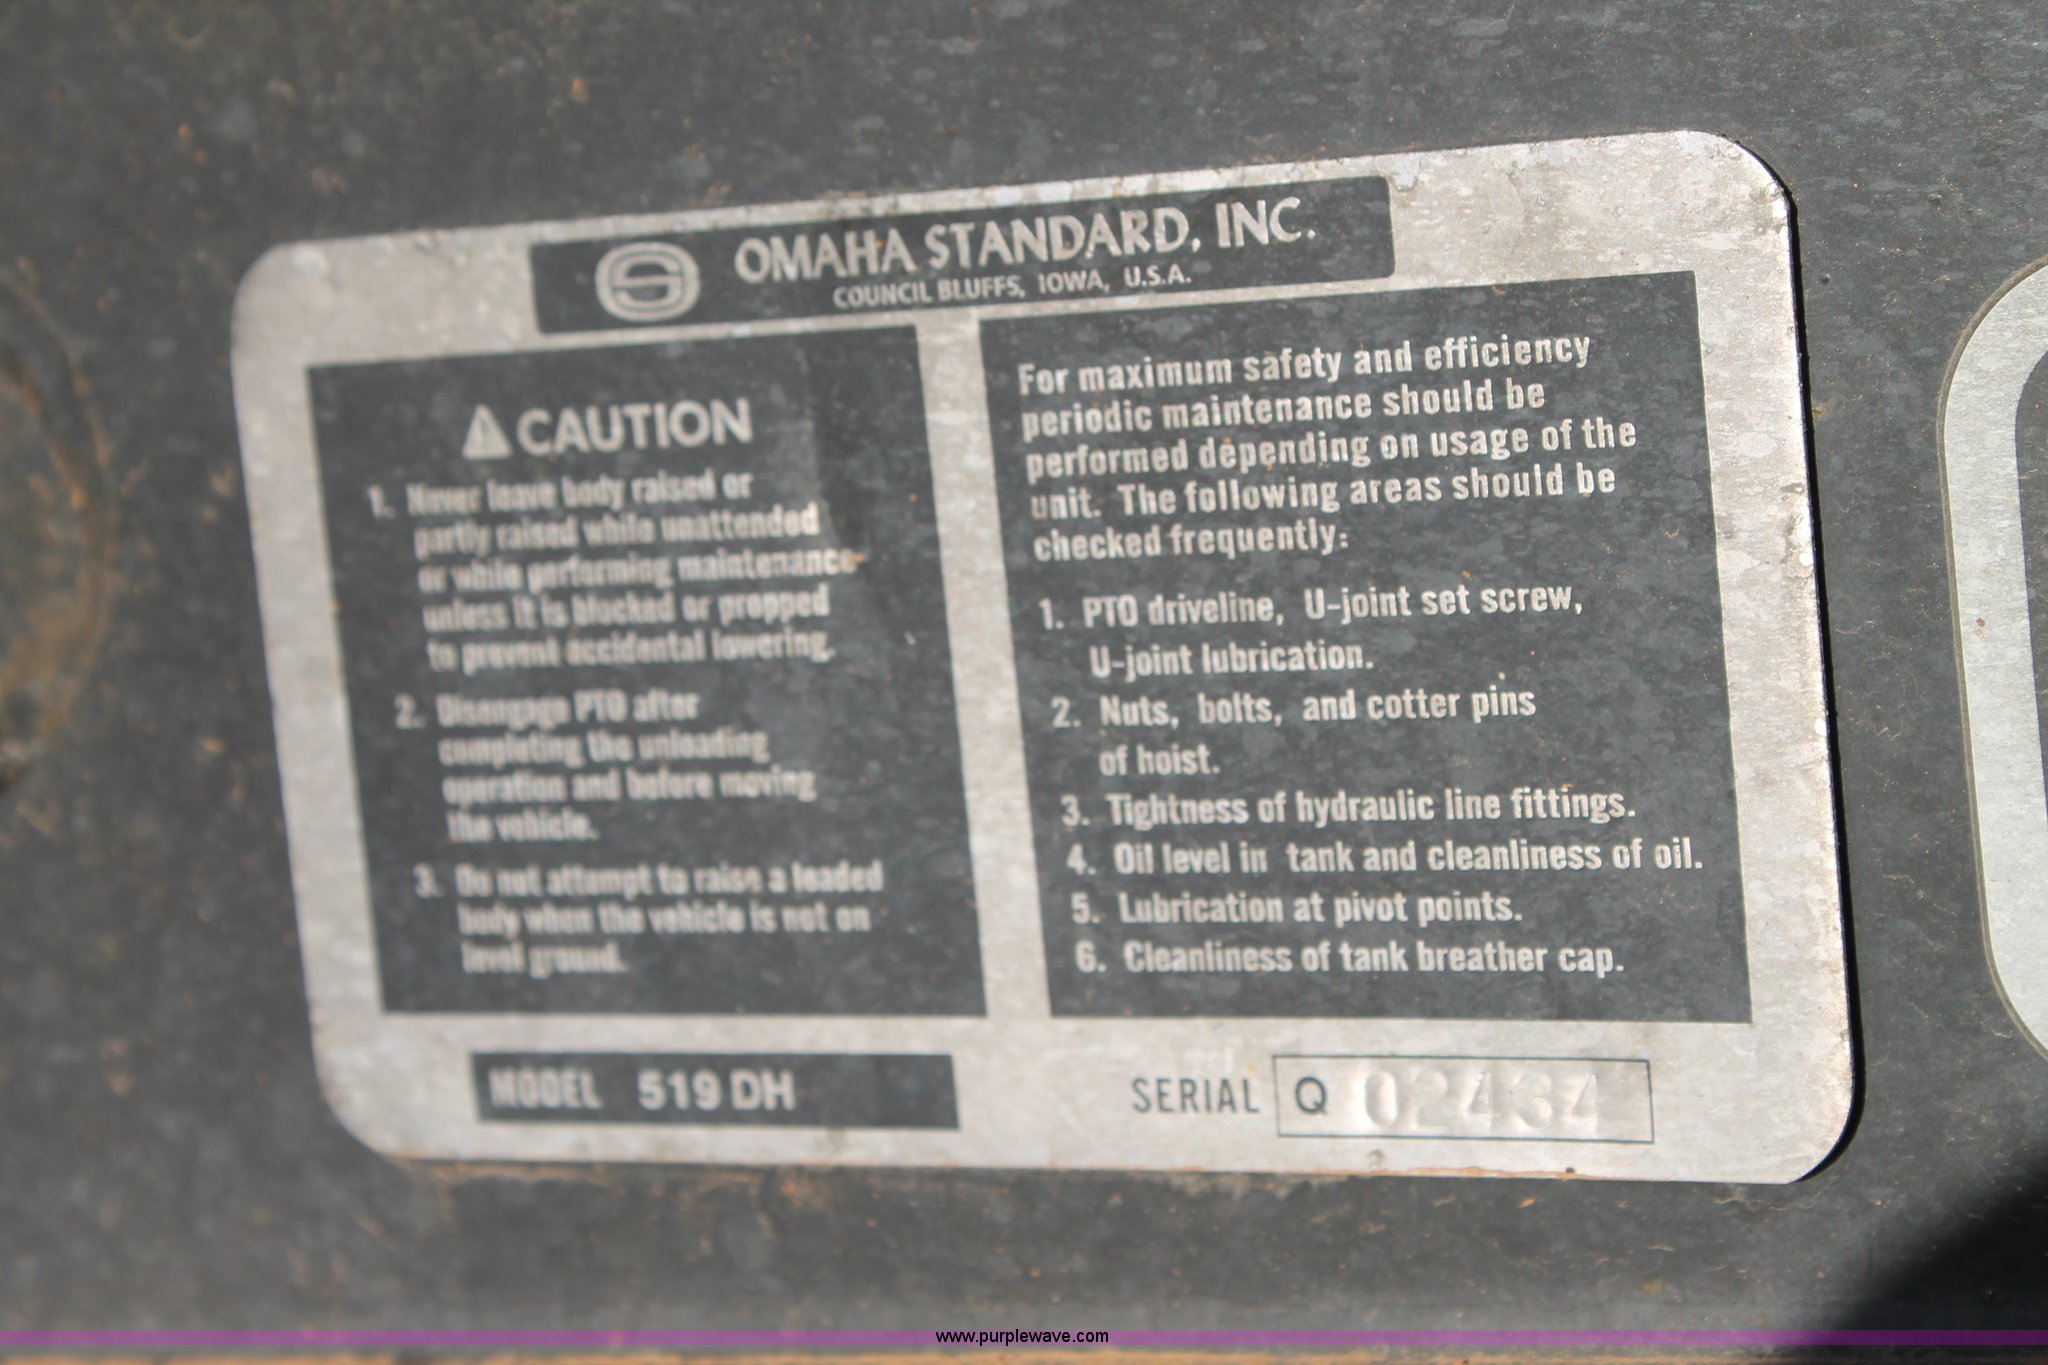 OMAHA STANDARD, INC.
COUNCIL BLUFFS, IOWA, U.S.A.
CAUTION
1. Never leave body raised or
partly raised while unattended
or while performing maintenance
unless it is blocked or propped
to prevent accidental lowering.
2. Disengage PTO after
completing the unloading
operation and before moving
the vehicle.
3. Do not attempt to raise a loaded
body when the vehicle is not on
level ground.
For maximum safety and efficiency
periodic maintenance should be
performed depending on usage of the
unit. The following areas should be
checked frequently:
1. PTO driveline, U-joint set screw,
U-joint lubrication.
2. Nuts, bolts, and cotter pins
of hoist.
3. Tightness of hydraulic line fittings.
4. Oil level in tank and cleanliness of oil.
5. Lubrication at pivot points.
6. Cleanliness of tank breather cap.
MODEL 519 DH
SERIAL Q 02434
www.purplewave.com